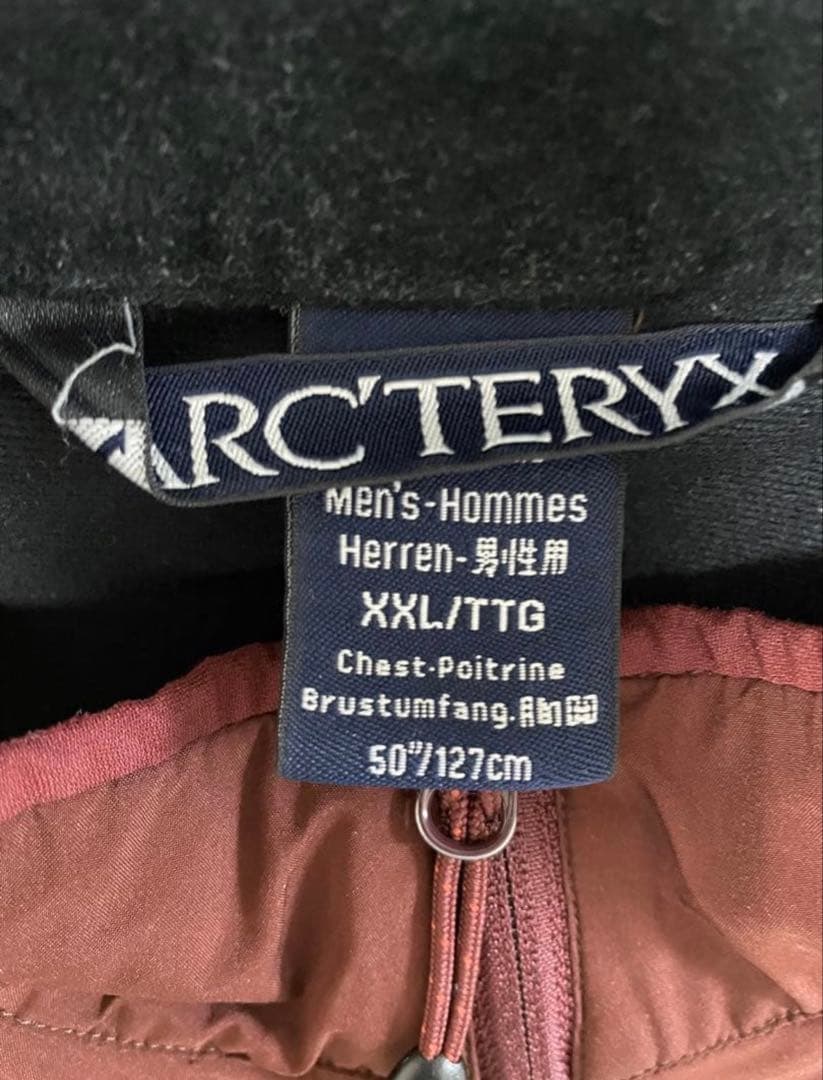 ARC'TERYX
Men's-Hommes
Herren-男性用
XXL/TTG
Chest-Poitrine
Brustumfang-胸囲
50"/127cm